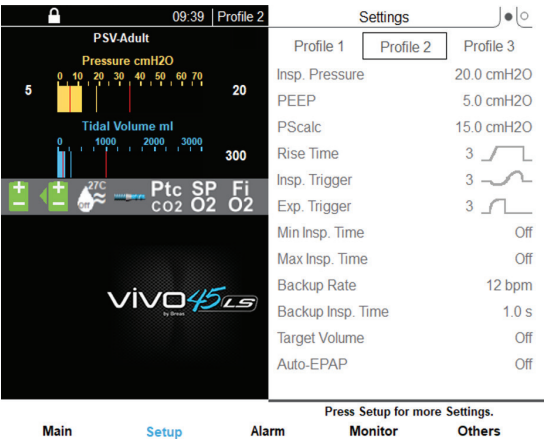 09:39 Profile 2
PSV-Adult
Pressure cmH2O
0 10 20 30 40 50 60 70
5 20
Tidal Volume ml
0 1000 2000 3000
300
27C
Off
Ptc CO2 SP O2 Fi O2
vivo45 LS
by Breas
Settings
Profile 1 Profile 2 Profile 3
Insp. Pressure 20.0 cmH2O
PEEP 5.0 cmH2O
PScalc 15.0 cmH2O
Rise Time 3
Insp. Trigger 3
Exp. Trigger 3
Min Insp. Time Off
Max Insp. Time Off
Backup Rate 12 bpm
Backup Insp. Time 1.0 s
Target Volume Off
Auto-EPAP Off
Press Setup for more Settings.
Main Setup Alarm Monitor Others